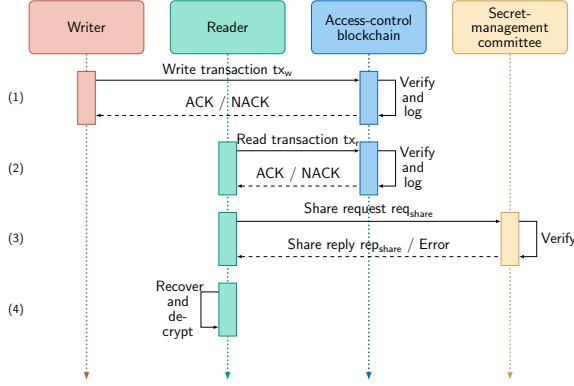 Writer
Reader
Access-control
blockchain
Secret-
management
committee
Write transaction tx_w
(1)
Verify
and
log
ACK / NACK
Read transaction tx_r
(2)
Verify
and
log
ACK / NACK
Share request req_share
(3)
Verify
Share reply rep_share / Error
(4)
Recover
and
de-
crypt